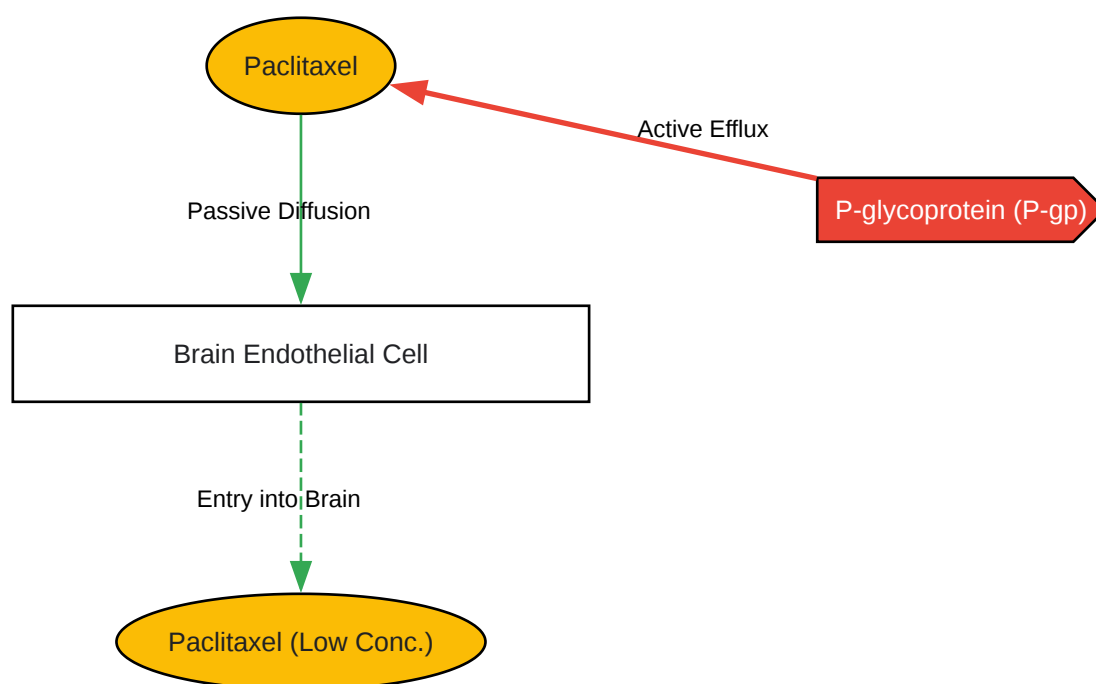 Paclitaxel
Active Efflux
P-glycoprotein (P-gp)
Passive Diffusion
Brain Endothelial Cell
Entry into Brain
Paclitaxel (Low Conc.)